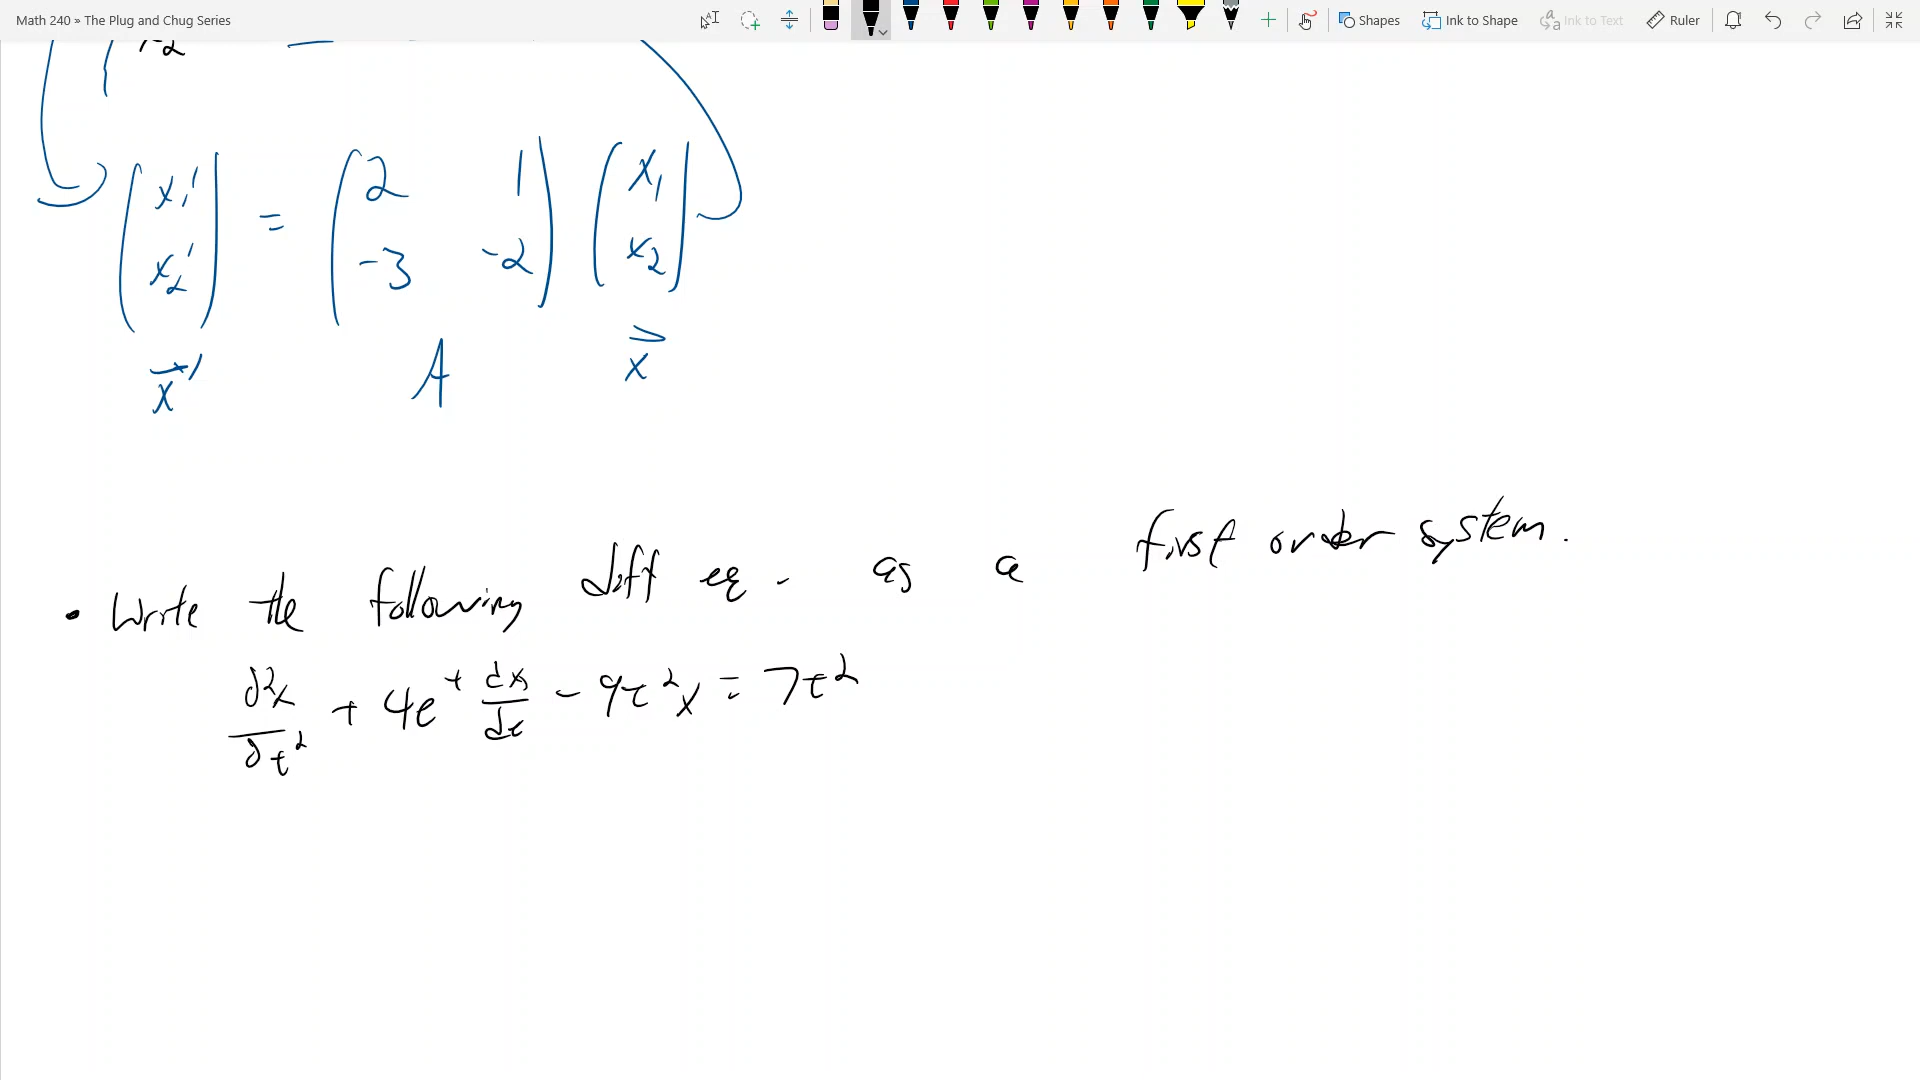 Math 240 » The Plug and Chug Series
Shapes Ink to Shape Ink to Text Ruler
x₂
(x₁' x₂') = (2 1 -3 -2) (x₁ x₂)
x⃗' A x⃗
• Write the following diff eq. as a first order system.
d²x/dt² + 4e^t dx/dt - 9t²x = 7t²